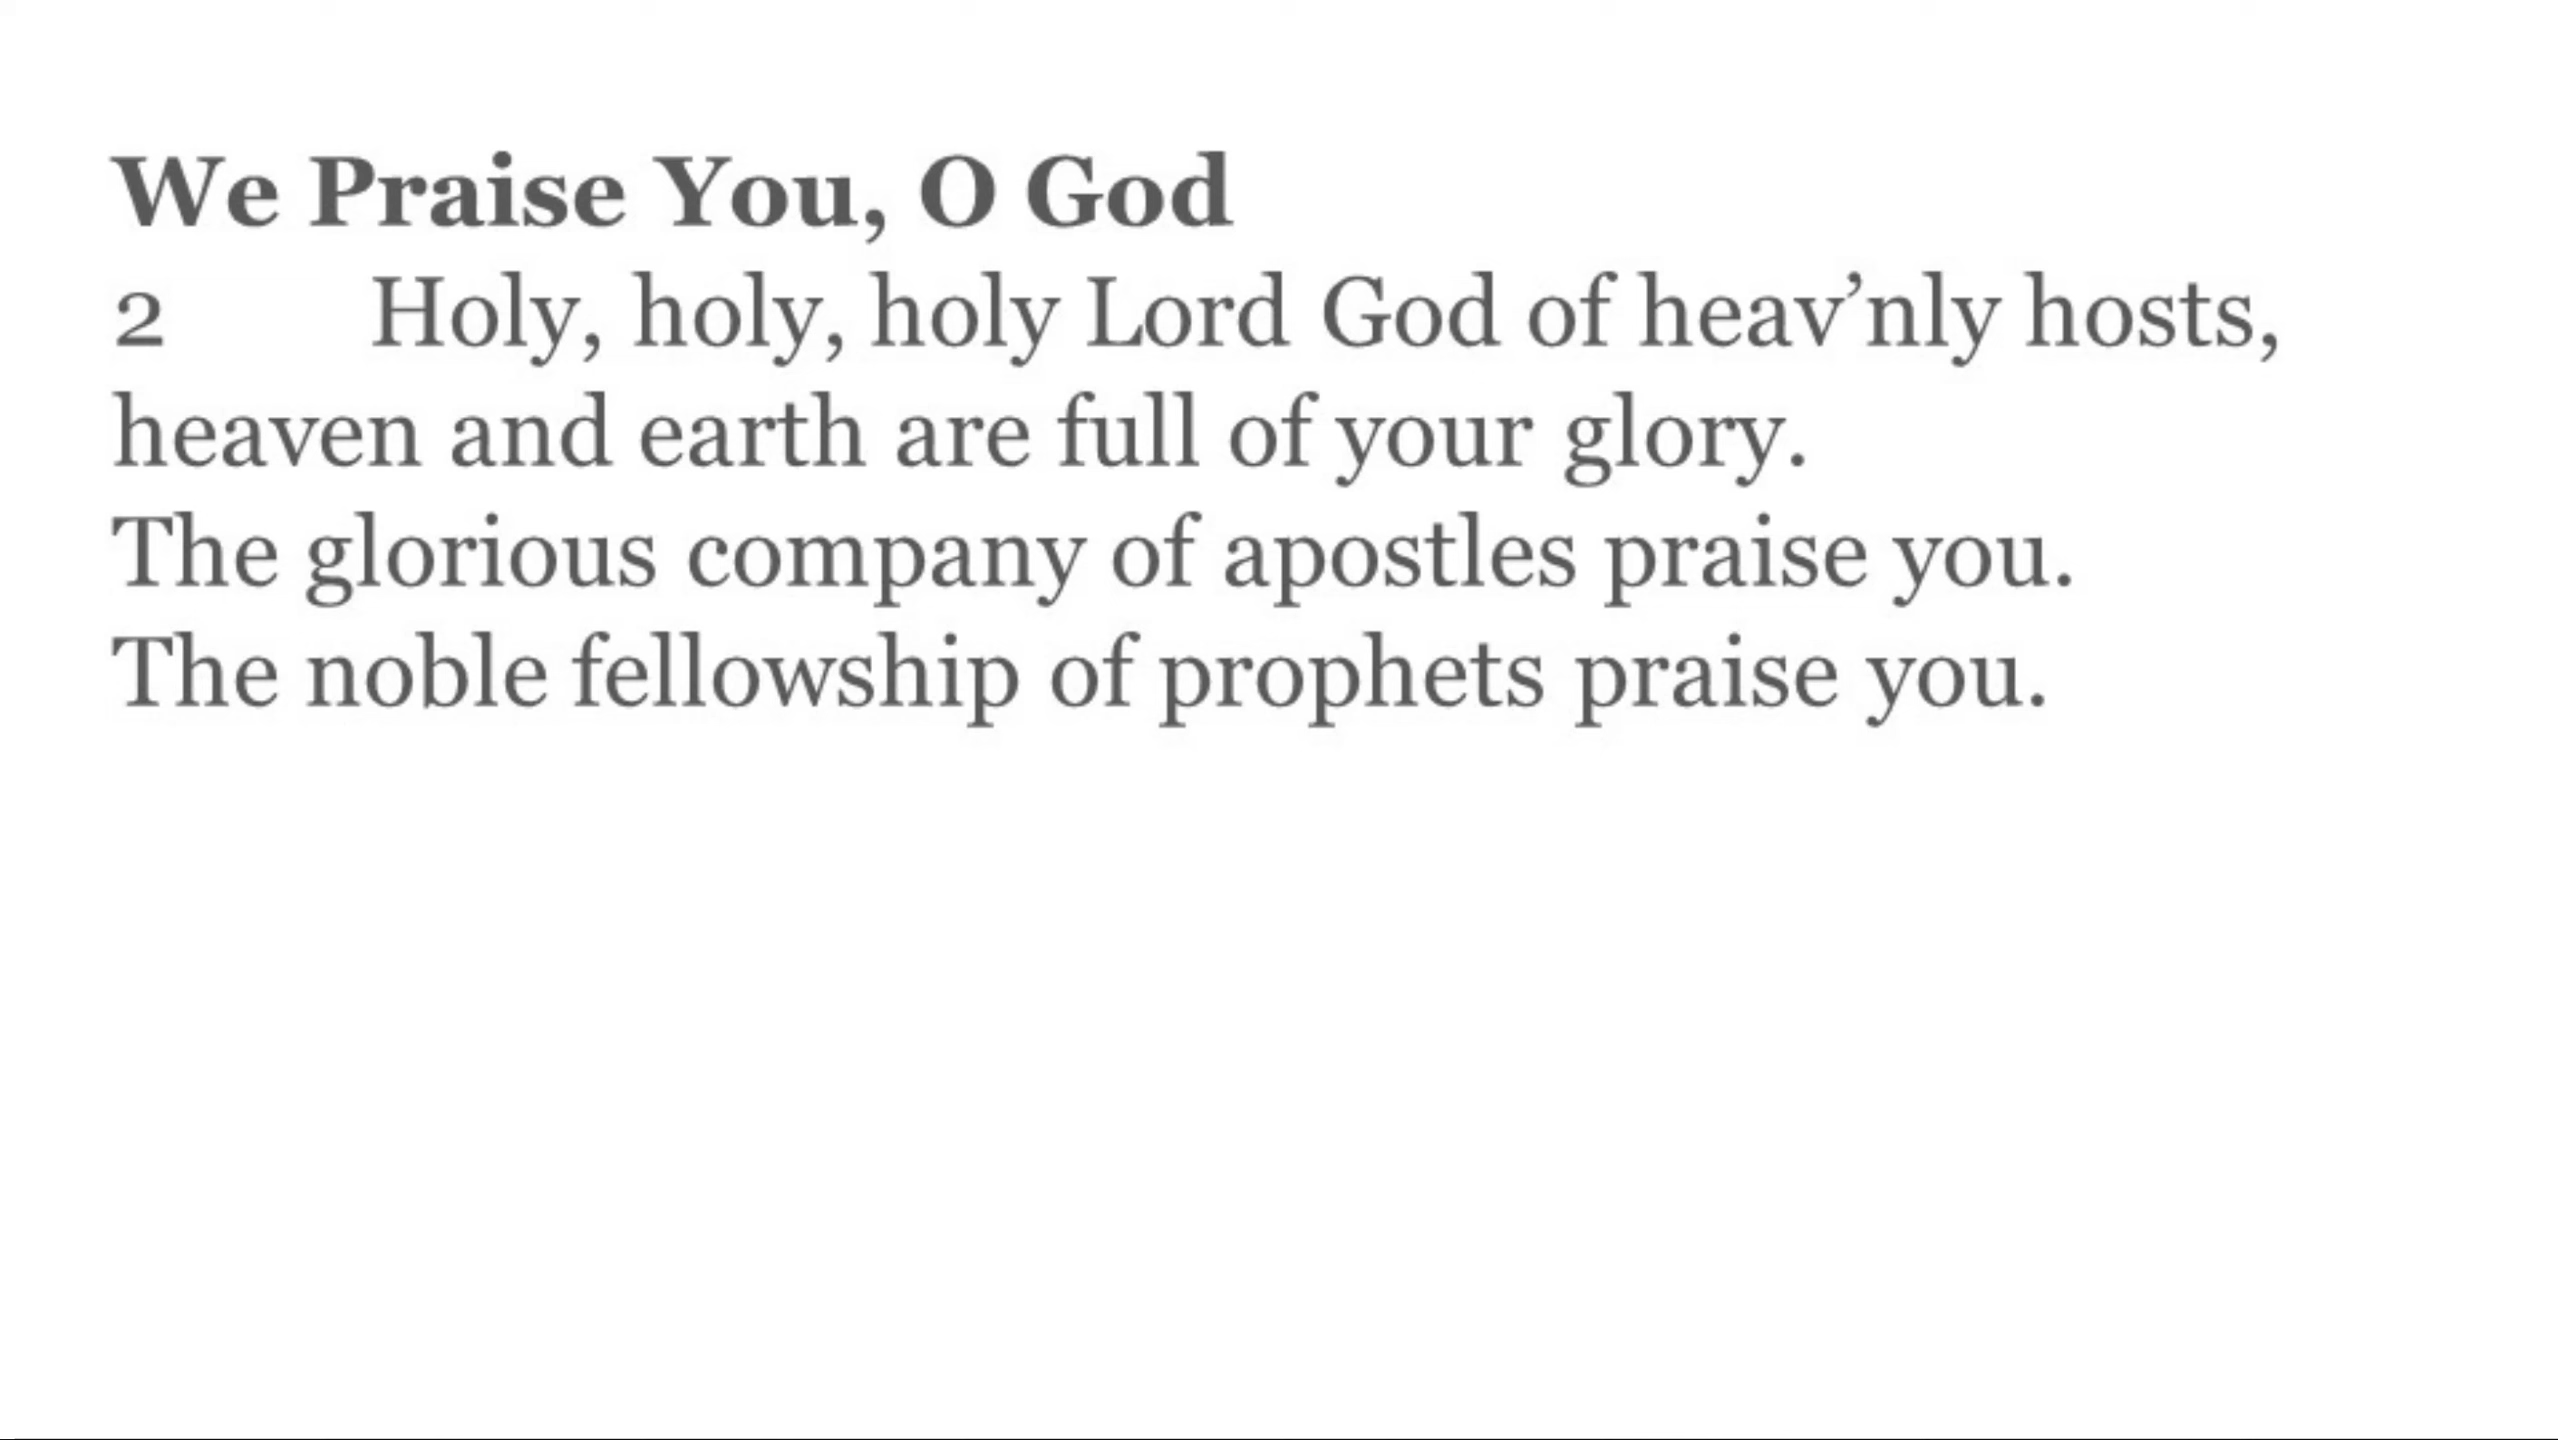 We Praise You, O God
2 Holy, holy, holy Lord God of heav’nly hosts,
heaven and earth are full of your glory.
The glorious company of apostles praise you.
The noble fellowship of prophets praise you.